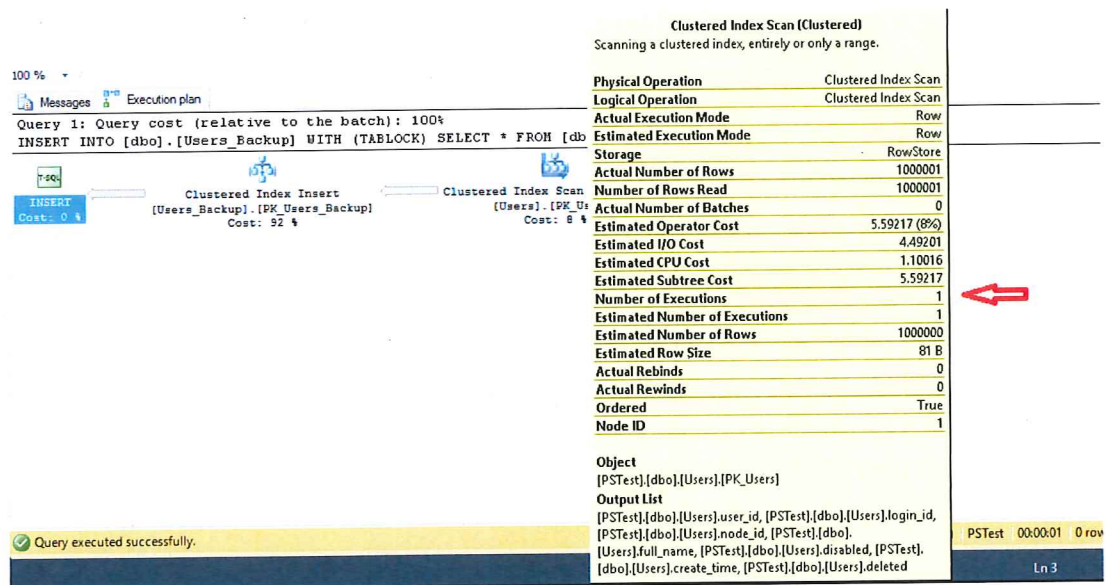 100 %
Messages Execution plan
Query 1: Query cost (relative to the batch): 100%
INSERT INTO [dbo].[Users_Backup] WITH (TABLOCK) SELECT * FROM [db
T-SQL
INSERT
Cost: 0 %
Clustered Index Insert
[Users_Backup].[PK_Users_Backup]
Cost: 92 %
Clustered Index Scan
[Users].[PK_Us
Cost: 8 %
Clustered Index Scan (Clustered)
Scanning a clustered index, entirely or only a range.
Physical Operation Clustered Index Scan
Logical Operation Clustered Index Scan
Actual Execution Mode Row
Estimated Execution Mode Row
Storage RowStore
Actual Number of Rows 1000001
Number of Rows Read 1000001
Actual Number of Batches 0
Estimated Operator Cost 5.59217 (8%)
Estimated I/O Cost 4.49201
Estimated CPU Cost 1.10016
Estimated Subtree Cost 5.59217
Number of Executions 1
Estimated Number of Executions 1
Estimated Number of Rows 1000000
Estimated Row Size 81 B
Actual Rebinds 0
Actual Rewinds 0
Ordered True
Node ID 1
Object
[PSTest].[dbo].[Users].[PK_Users]
Output List
[PSTest].[dbo].[Users].user_id, [PSTest].[dbo].[Users].login_id,
[PSTest].[dbo].[Users].node_id, [PSTest].[dbo].
[Users].full_name, [PSTest].[dbo].[Users].disabled, [PSTest].
[dbo].[Users].create_time, [PSTest].[dbo].[Users].deleted
Query executed successfully.
PSTest 00:00:01 0 row
Ln 3